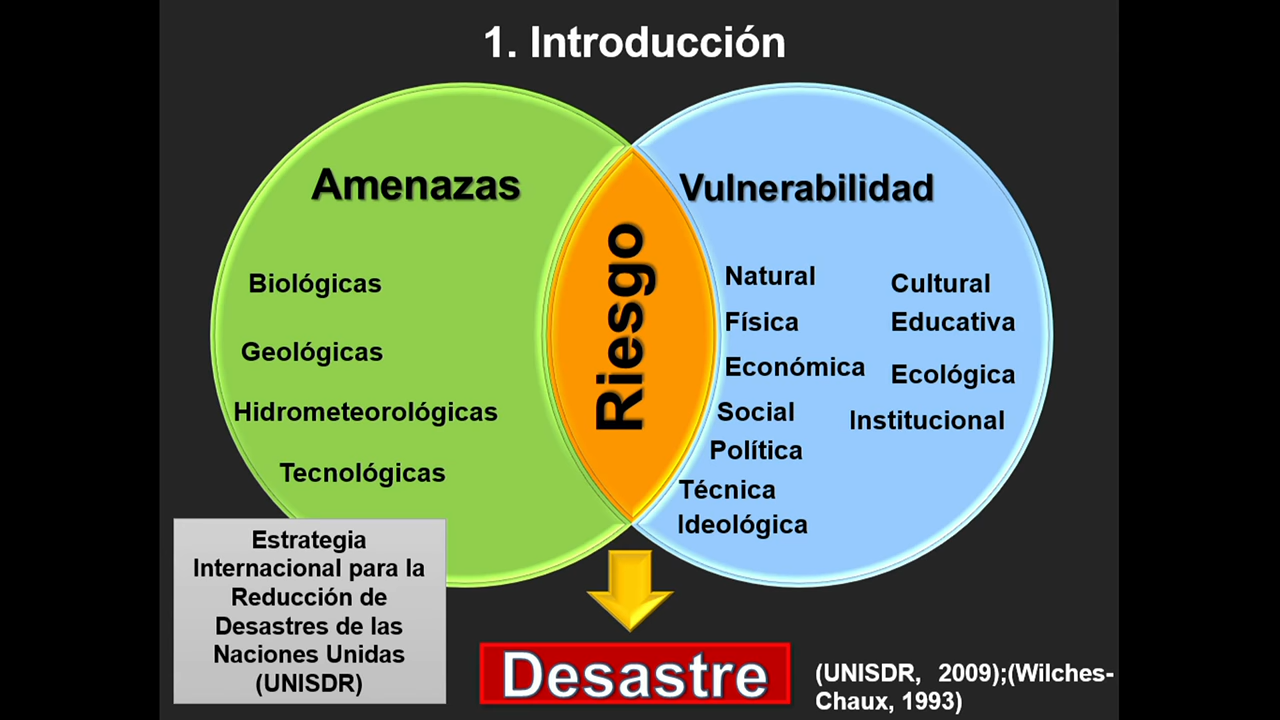 1. Introducción
Amenazas
Biológicas
Geológicas
Hidrometeorológicas
Tecnológicas
Riesgo
Vulnerabilidad
Natural
Física
Económica
Social
Política
Técnica
Ideológica
Cultural
Educativa
Ecológica
Institucional
Estrategia
Internacional para la
Reducción de
Desastres de las
Naciones Unidas
(UNISDR)
Desastre
(UNISDR, 2009);(Wilches-
Chaux, 1993)